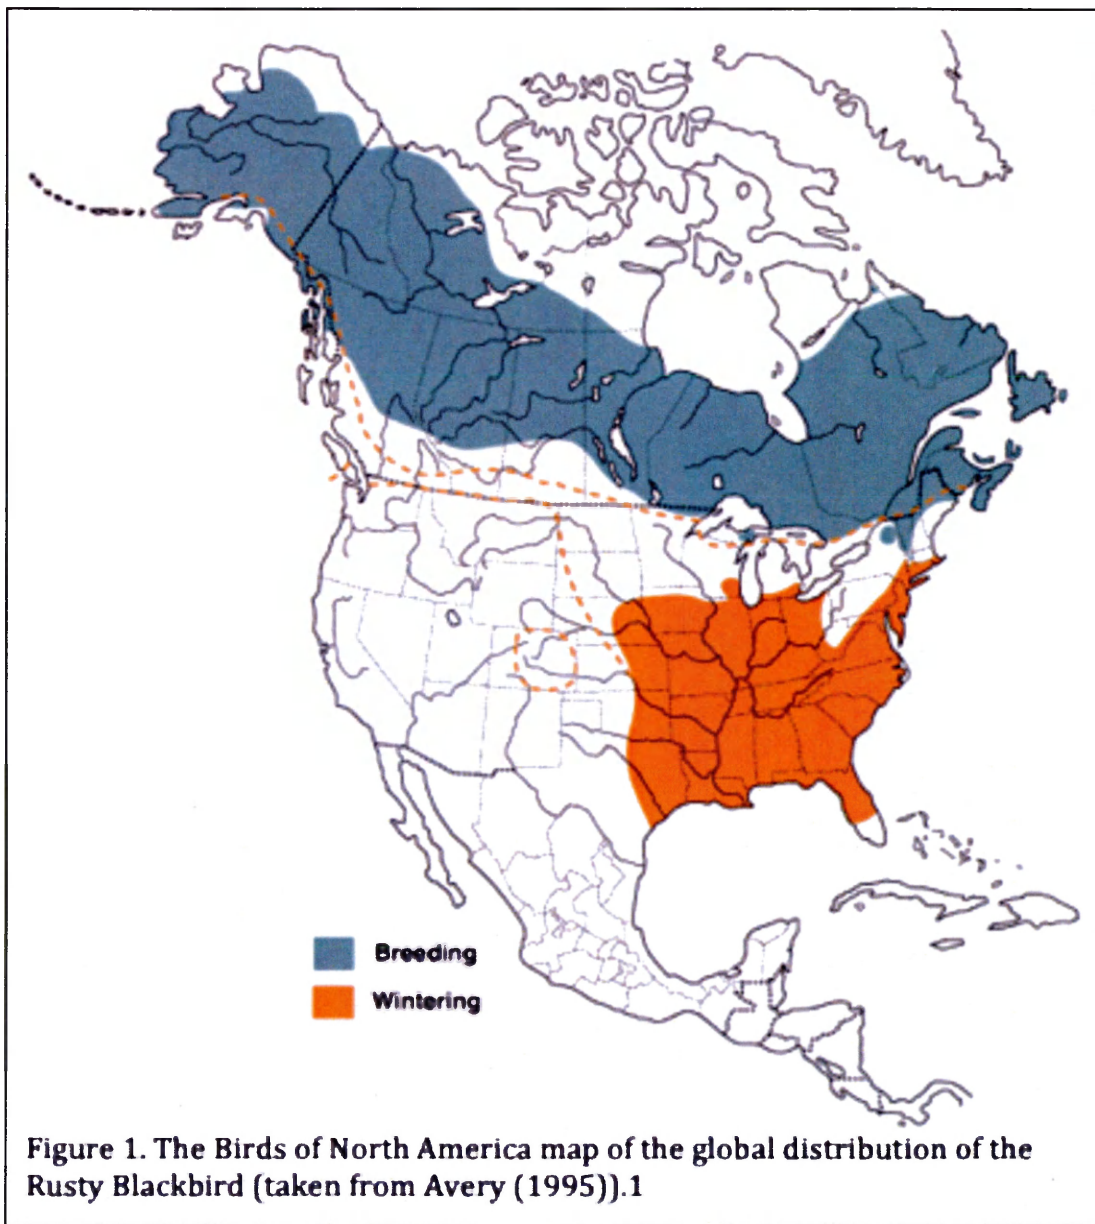 Breeding
Wintering
Figure 1. The Birds of North America map of the global distribution of the
Rusty Blackbird (taken from Avery (1995)).1